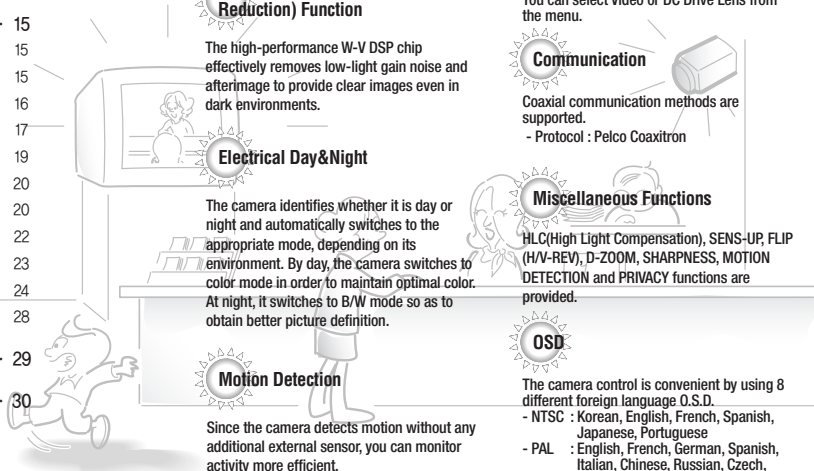 15
15
15
16
17
19
20
20
22
23
24
28
29
30
Reduction) Function
The high-performance W-V DSP chip
effectively removes low-light gain noise and
afterimage to provide clear images even in
dark environments.
Electrical Day&Night
The camera identifies whether it is day or
night and automatically switches to the
appropriate mode, depending on its
environment. By day, the camera switches to
color mode in order to maintain optimal color.
At night, it switches to B/W mode so as to
obtain better picture definition.
Motion Detection
Since the camera detects motion without any
additional external sensor, you can monitor
activity more efficient.
You can select Video or DC Drive Lens from
the menu.
Communication
Coaxial communication methods are
supported.
- Protocol : Pelco Coaxitron
Miscellaneous Functions
HLC(High Light Compensation), SENS-UP, FLIP
(H/V-REV), D-ZOOM, SHARPNESS, MOTION
DETECTION and PRIVACY functions are
provided.
OSD
The camera control is convenient by using 8
different foreign language O.S.D.
- NTSC : Korean, English, French, Spanish,
Japanese, Portuguese
- PAL : English, French, German, Spanish,
Italian, Chinese, Russian, Czech,